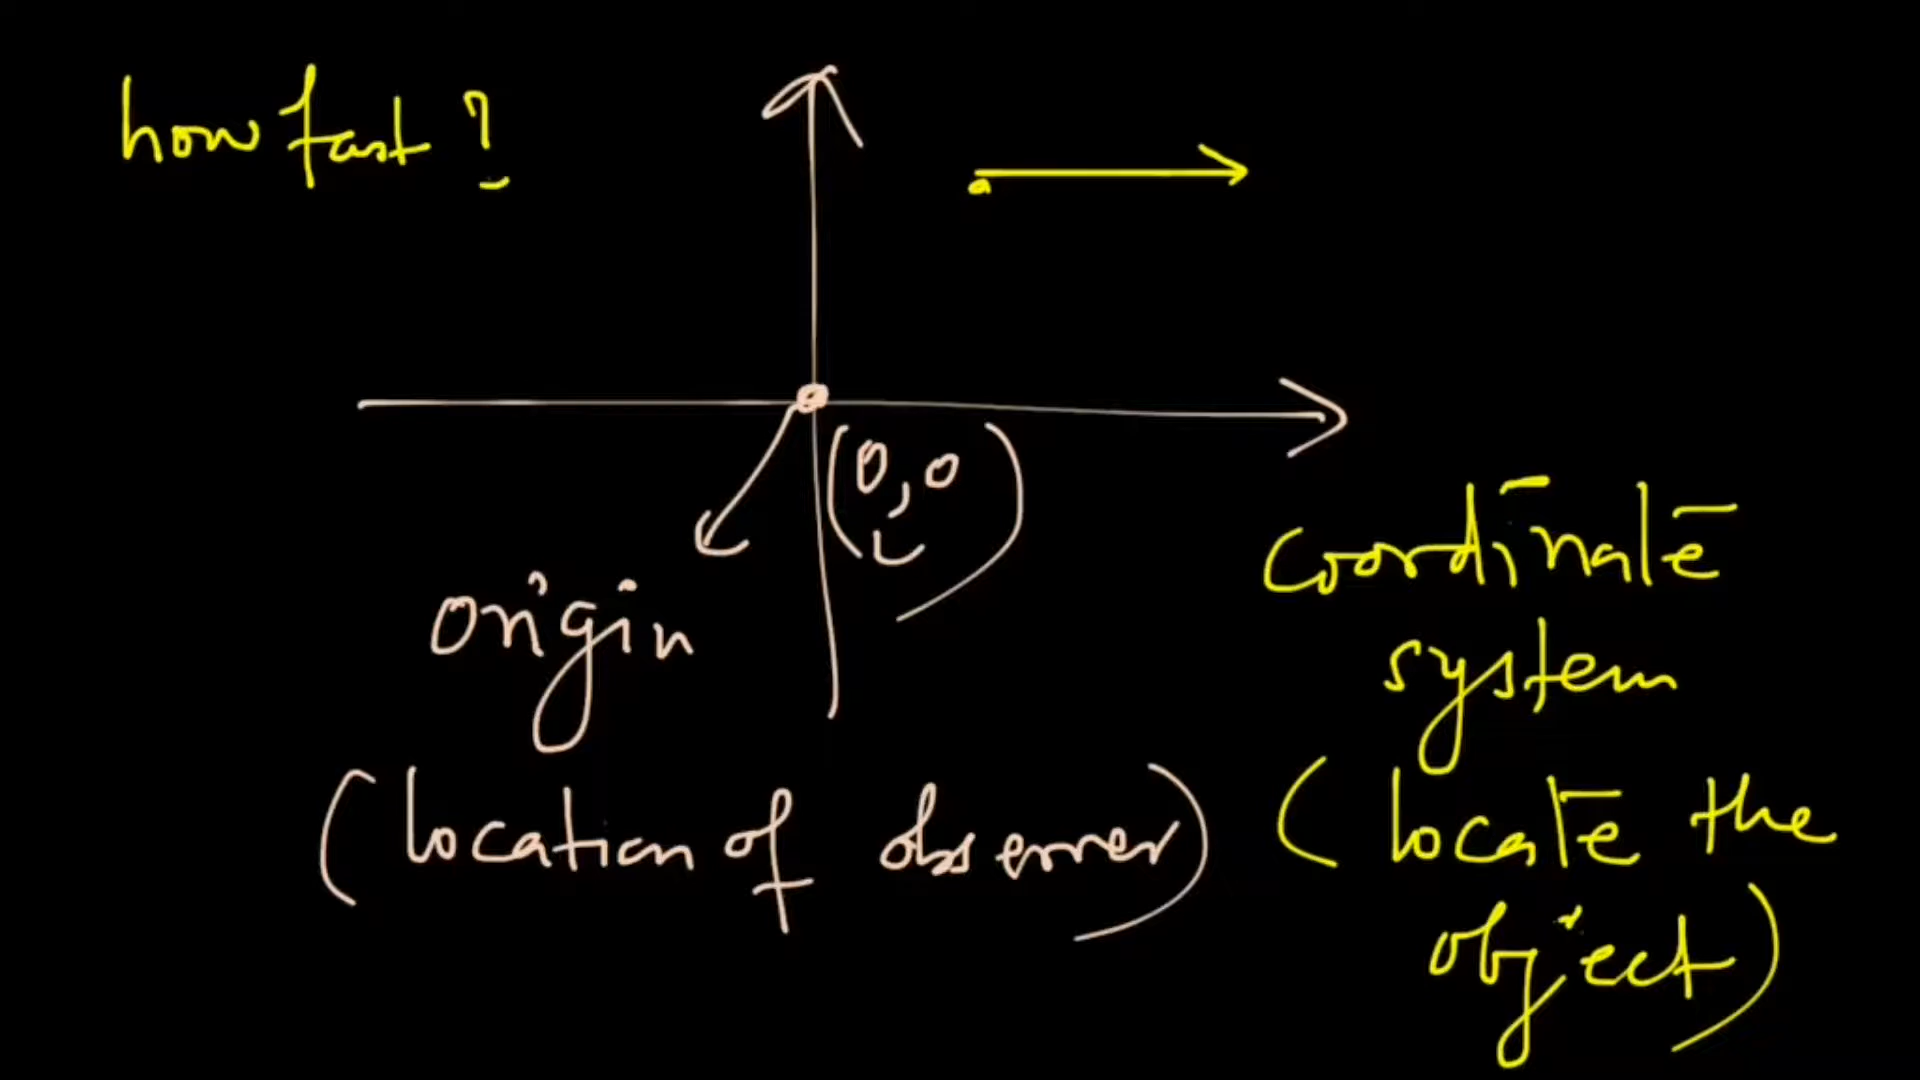 how fast?
(0,0)
origin
(location of observer)
coordinate
system
(locate the
object)